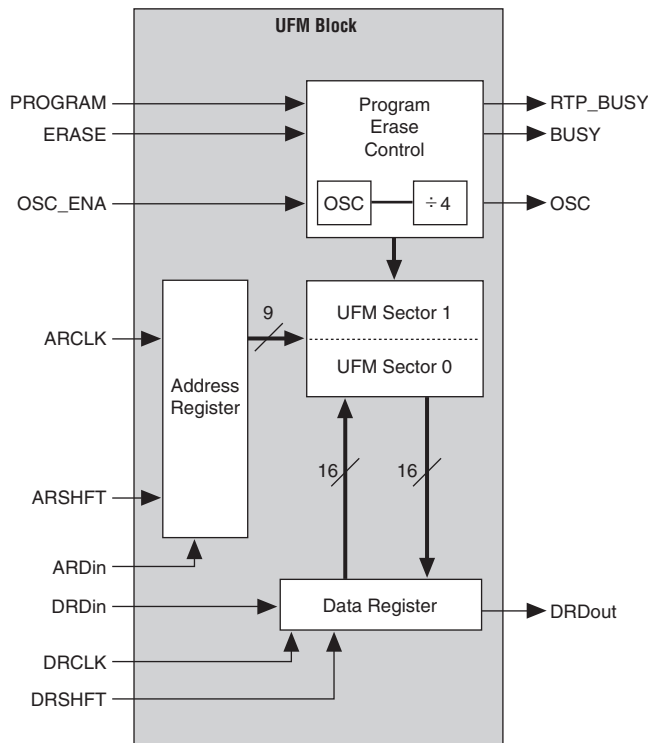 UFM Block
PROGRAM
ERASE
OSC_ENA
Program
Erase
Control
OSC
÷ 4
RTP_BUSY
BUSY
OSC
ARCLK
ARSHFT
ARDin
Address
Register
9
UFM Sector 1
UFM Sector 0
16
16
DRDin
DRCLK
DRSHFT
Data Register
DRDout